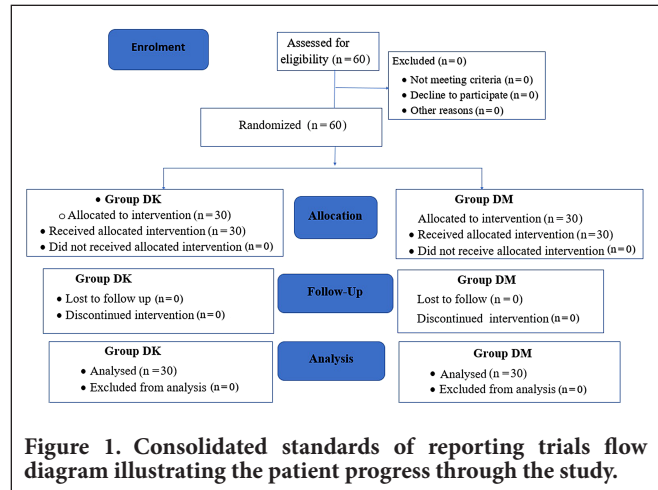 Enrolment
Assessed for
eligibility (n=60)
Excluded (n=0)
• Not meeting criteria (n=0)
• Decline to participate (n=0)
• Other reasons (n=0)
Randomized (n=60)
• Group DK
o Allocated to intervention (n=30)
• Received allocated intervention (n=30)
• Did not received allocated intervention (n=0)
Allocation
Group DM
Allocated to intervention (n=30)
• Received allocated intervention (n=30)
• Did not receive allocated intervention (n=0)
Group DK
• Lost to follow up (n=0)
• Discontinued intervention (n=0)
Follow-Up
Group DM
Lost to follow (n=0)
Discontinued intervention (n=0)
Group DK
• Analysed (n=30)
• Excluded from analysis (n=0)
Analysis
Group DM
• Analysed (n=30)
• Excluded from analysis (n=0)
Figure 1. Consolidated standards of reporting trials flow
diagram illustrating the patient progress through the study.